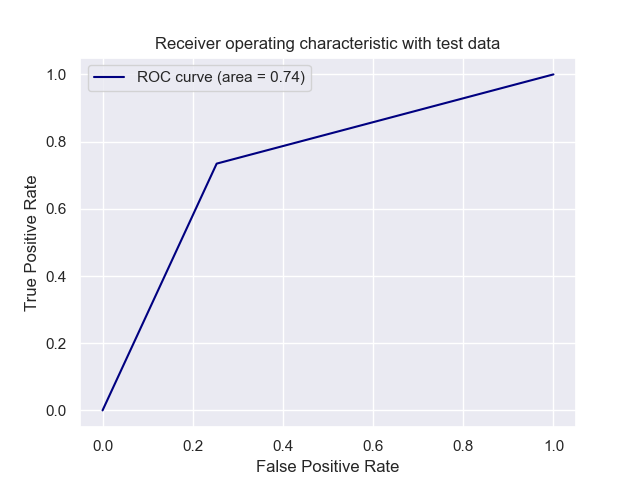 Receiver operating characteristic with test data
ROC curve (area = 0.74)
1.0
0.8
0.6
0.4
0.2
0.0
True Positive Rate
0.0 0.2 0.4 0.6 0.8 1.0
False Positive Rate